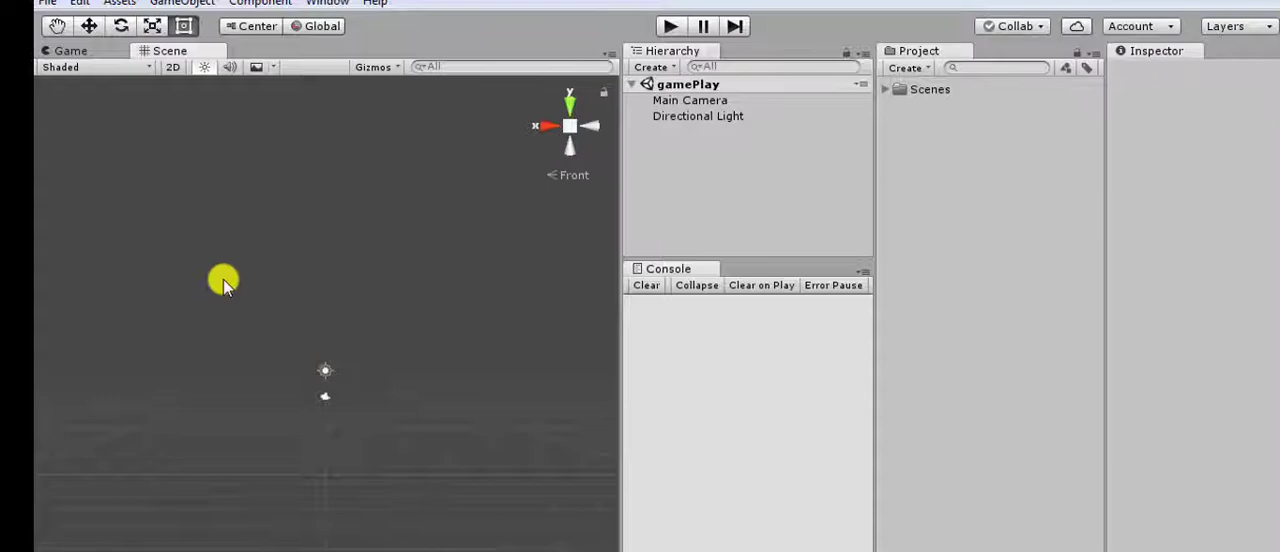 File Edit Assets GameObject Component Window Help
Center Global Collab Account Layers
Game Scene Hierarchy Project Inspector
Shaded 2D Gizmos All Create All Create
gamePlay Scenes
y Main Camera
Directional Light
x
Front
Console
Clear Collapse Clear on Play Error Pause